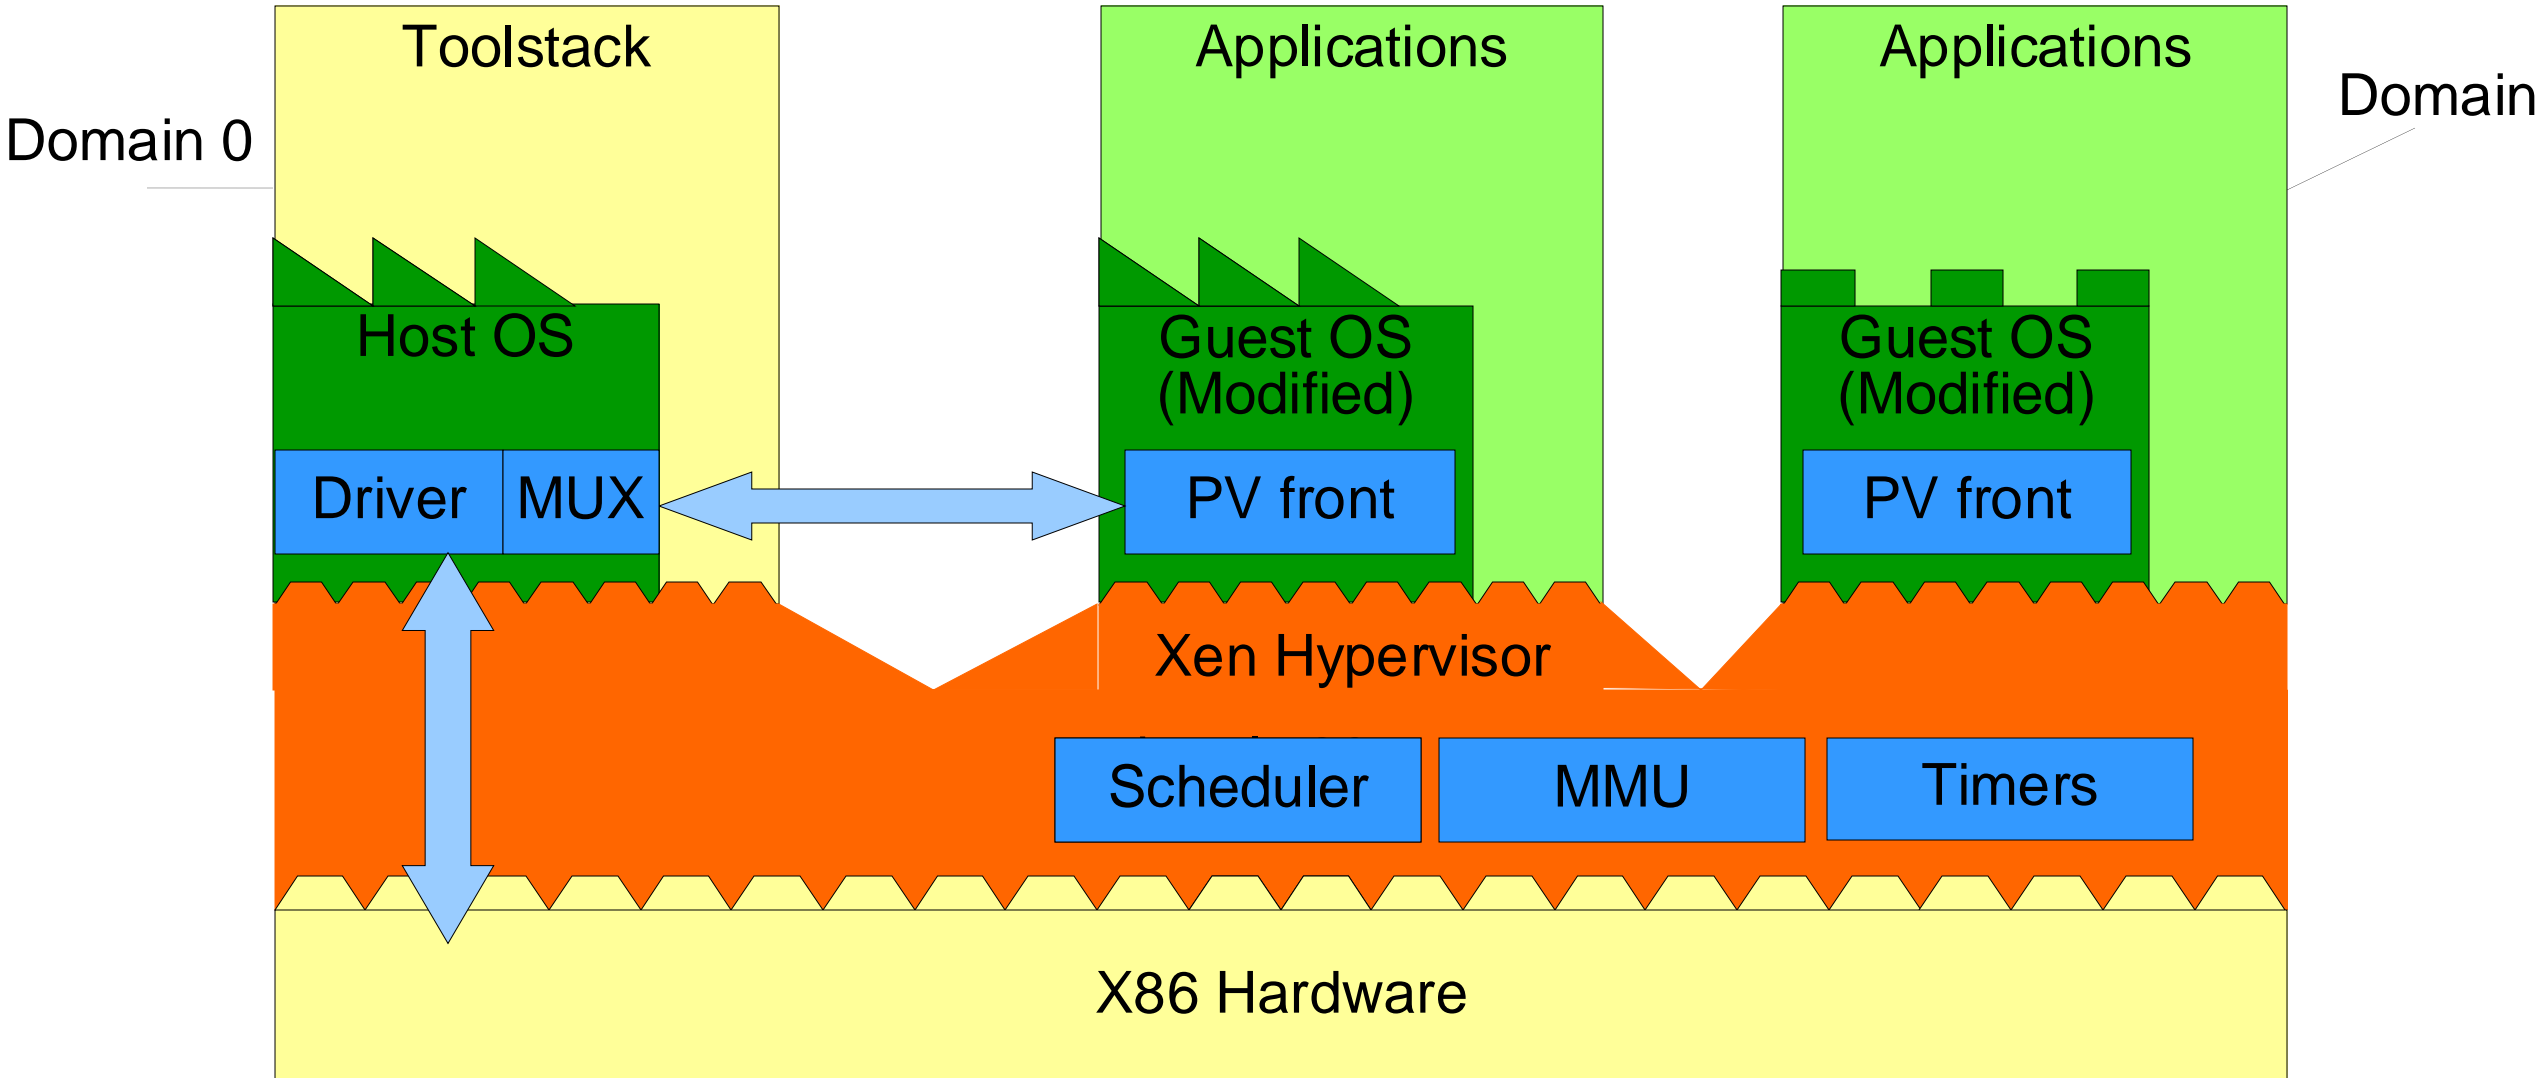 Toolstack
Applications
Applications
Domain 0
Domain
Host OS
Guest OS
(Modified)
Guest OS
(Modified)
Driver
MUX
PV front
PV front
Xen Hypervisor
Scheduler
MMU
Timers
X86 Hardware